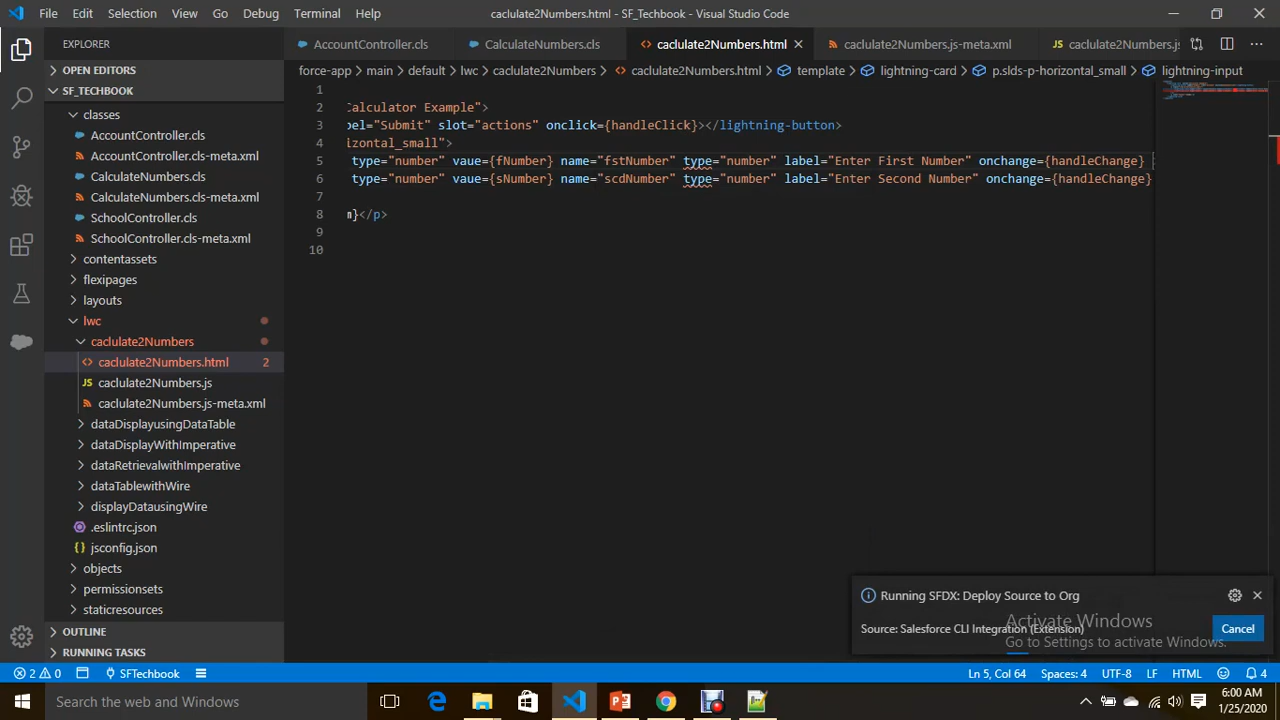 File Edit Selection View Go Debug Terminal Help caclulate2Numbers.html - SF_Techbook - Visual Studio Code
EXPLORER
OPEN EDITORS
SF_TECHBOOK
classes
AccountController.cls
AccountController.cls-meta.xml
CalculateNumbers.cls
CalculateNumbers.cls-meta.xml
SchoolController.cls
SchoolController.cls-meta.xml
contentassets
flexipages
layouts
lwc
caclulate2Numbers
caclulate2Numbers.html 2
caclulate2Numbers.js
caclulate2Numbers.js-meta.xml
dataDisplayusingDataTable
dataDisplayWithImperative
dataRetrievalwithImperative
dataTablewithWire
displayDatausingWire
.eslintrc.json
jsconfig.json
objects
permissionsets
staticresources
OUTLINE
RUNNING TASKS
AccountController.cls CalculateNumbers.cls caclulate2Numbers.html caclulate2Numbers.js-meta.xml caclulate2Numbers.js
force-app > main > default > lwc > caclulate2Numbers > caclulate2Numbers.html > template > lightning-card > p.slds-p-horizontal_small > lightning-input
1
2 Calculator Example">
3 bel="Submit" slot="actions" onclick={handleClick}></lightning-button>
4 izontal_small">
5 type="number" vaue={fNumber} name="fstNumber" type="number" label="Enter First Number" onchange={handleChange}
6 type="number" vaue={sNumber} name="scdNumber" type="number" label="Enter Second Number" onchange={handleChange}
7
8 m}</p>
9
10
Running SFDX: Deploy Source to Org
Source: Salesforce CLI Integration (Extension)
Cancel
Activate Windows
Go to Settings to activate Windows.
2 0 SFTechbook Ln 5, Col 64 Spaces: 4 UTF-8 LF HTML 4
Search the web and Windows
6:00 AM
1/25/2020